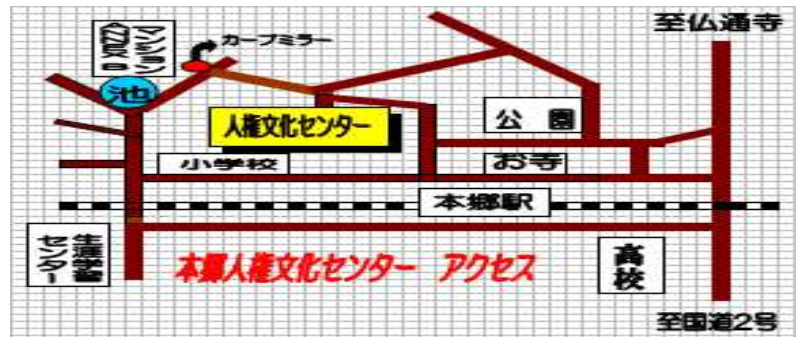 至仏通寺
マンション
カーブミラー
池
人権文化センター
公園
小学校
お寺
本郷駅
生涯学習
センター
本郷人権文化センター アクセス
高校
至国道2号